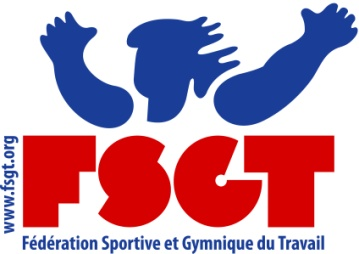 www.fsgt.org
FSGT
Fédération Sportive et Gymnique du Travail